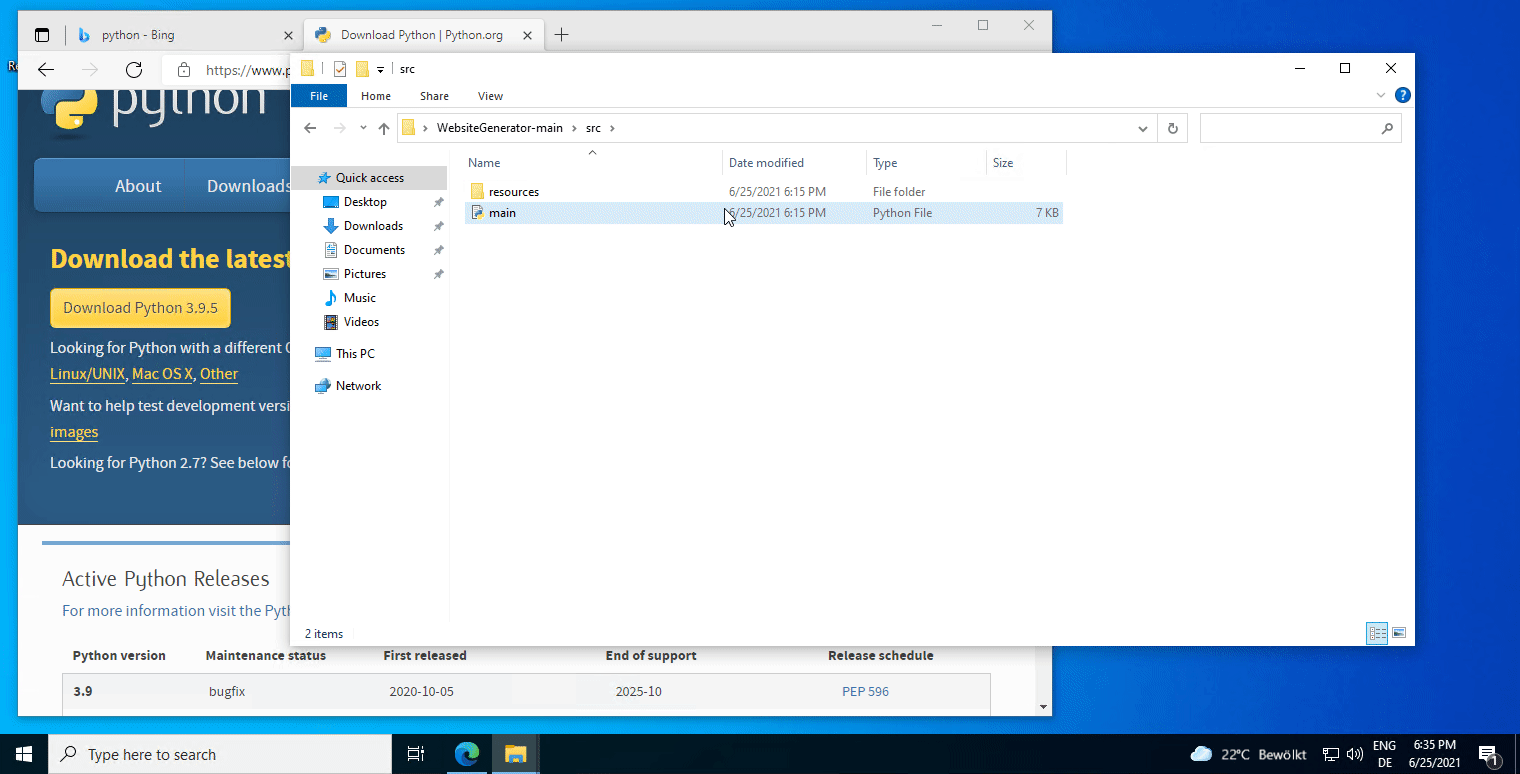 python - Bing
Download Python | Python.org
https://www.p
python
About
Downloads
Download the latest
Download Python 3.9.5
Looking for Python with a different
Linux/UNIX, Mac OS X, Other
Want to help test development versi
images
Looking for Python 2.7? See below fo
Active Python Releases
For more information visit the Pyth
Python version Maintenance status First released End of support Release schedule
3.9 bugfix 2020-10-05 2025-10 PEP 596
src
File Home Share View
WebsiteGenerator-main > src >
Name Date modified Type Size
resources 6/25/2021 6:15 PM File folder
main 6/25/2021 6:15 PM Python File 7 KB
Quick access
Desktop
Downloads
Documents
Pictures
Music
Videos
This PC
Network
2 items
Type here to search
22°C Bewölkt
ENG
DE
6:35 PM
6/25/2021
1